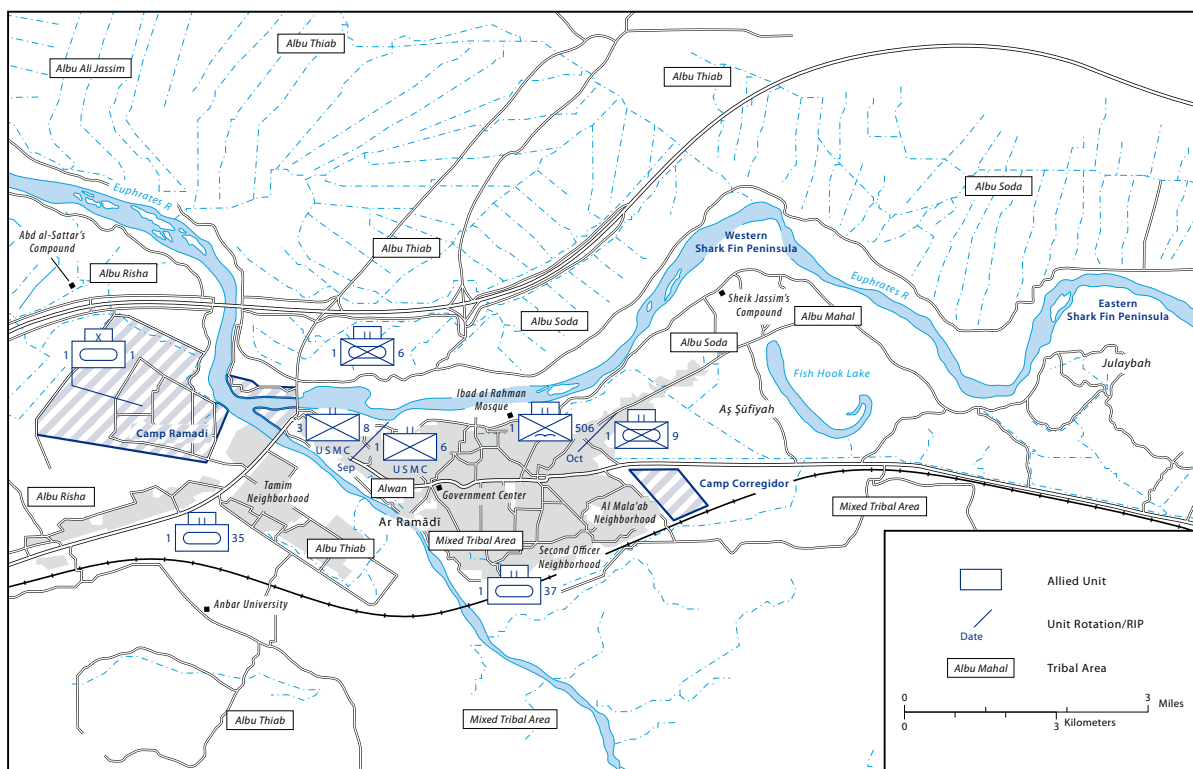 Albu Thiab
Albu Ali Jassim
Albu Thiab
Albu Soda
Euphrates R
Abd al-Sattar's
Compound
Albu Risha
Albu Thiab
Western
Shark Fin Peninsula
Euphrates R
Eastern
Shark Fin Peninsula
Sheik Jassim's
Compound
Albu Mahal
Albu Soda
Albu Soda
X
1 1
II
1 6
Julaybah
Fish Hook Lake
Ibad al Rahman
Mosque
Aş Şūfīyah
Camp Ramadi
II
3 8
USMC
Sep
II
1 6
USMC
II
1 506
Oct
II
1 9
Albu Risha
Tamim
Neighborhood
Alwan
Government Center
Camp Corregidor
Al Mala'ab
Neighborhood
Mixed Tribal Area
Ar Ramādī
II
1 35
Albu Thiab
Mixed Tribal Area
Second Officer
Neighborhood
II
1 37
Anbar University
Albu Thiab
Mixed Tribal Area
Allied Unit
Date
Unit Rotation/RIP
Albu Mahal
Tribal Area
0 3
Miles
0 3
Kilometers